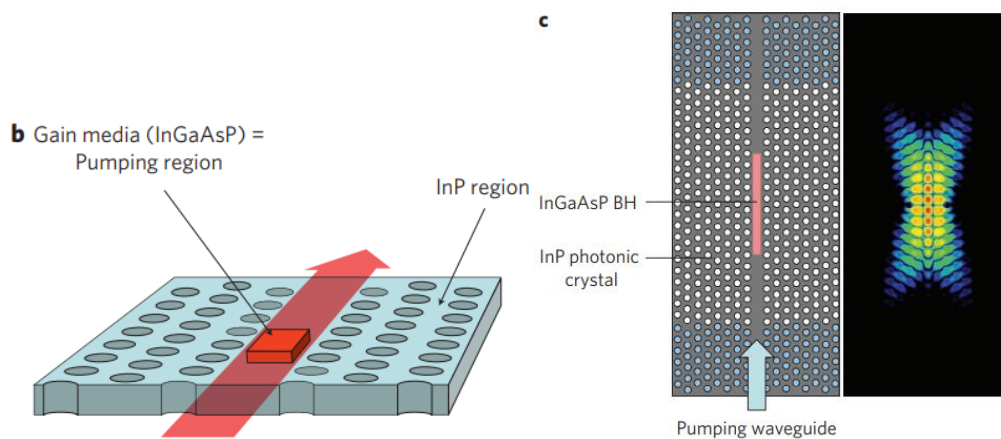 b Gain media (InGaAsP) =
Pumping region
InP region
c
InGaAsP BH
InP photonic
crystal
Pumping waveguide